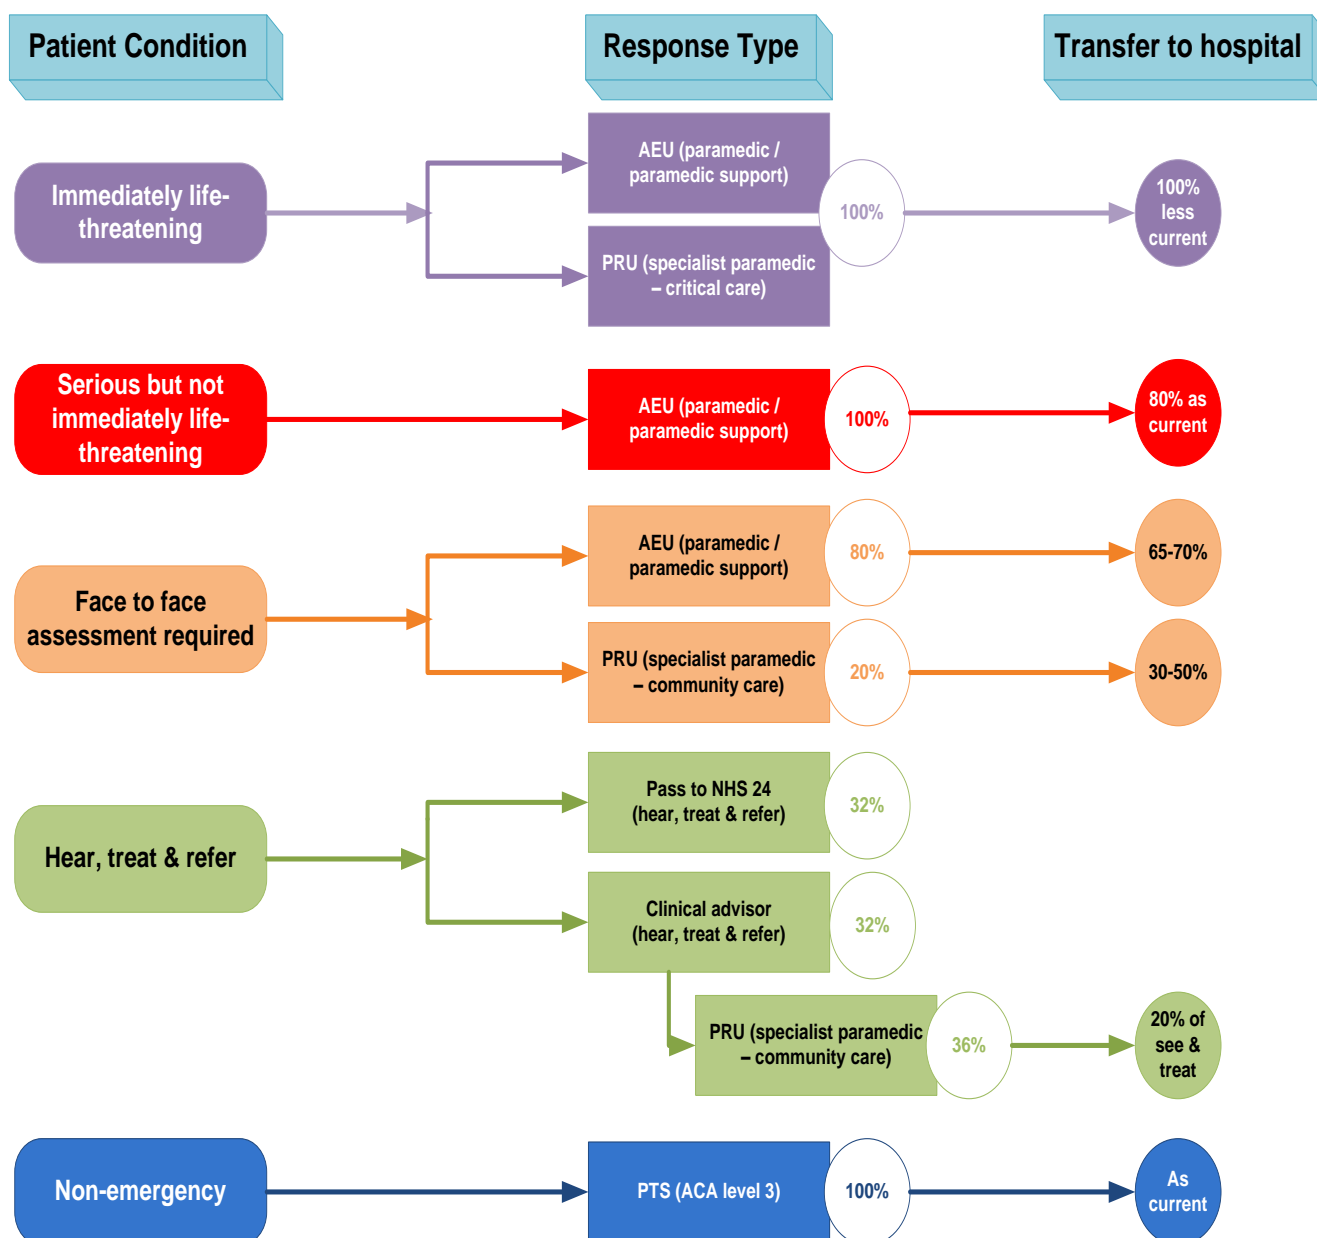 Patient Condition
Response Type
Transfer to hospital
Immediately life-
threatening
AEU (paramedic /
paramedic support)
PRU (specialist paramedic
– critical care)
100%
100%
less
current
Serious but not
immediately life-
threatening
AEU (paramedic /
paramedic support)
100%
80% as
current
Face to face
assessment required
AEU (paramedic /
paramedic support)
80%
65-70%
PRU (specialist paramedic
– community care)
20%
30-50%
Hear, treat & refer
Pass to NHS 24
(hear, treat & refer)
32%
Clinical advisor
(hear, treat & refer)
32%
PRU (specialist paramedic
– community care)
36%
20% of
see &
treat
Non-emergency
PTS (ACA level 3)
100%
As
current